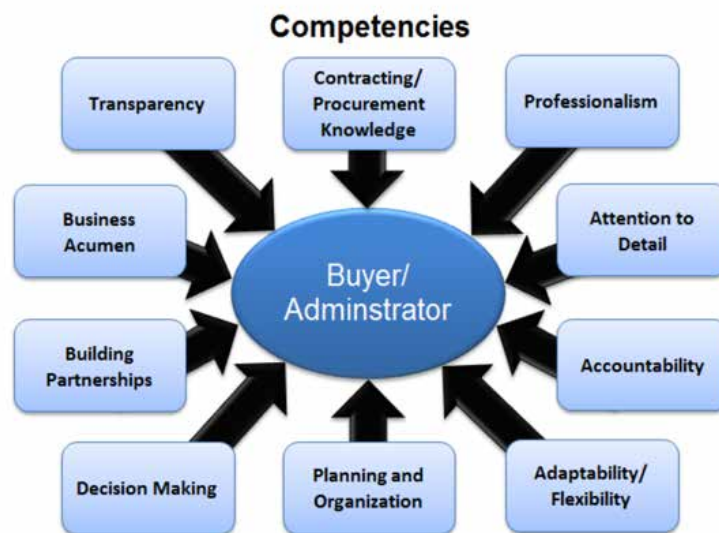 Competencies
Transparency
Contracting/
Procurement
Knowledge
Professionalism
Business
Acumen
Attention to
Detail
Buyer/
Adminstrator
Building
Partnerships
Accountability
Decision Making
Planning and
Organization
Adaptability/
Flexibility